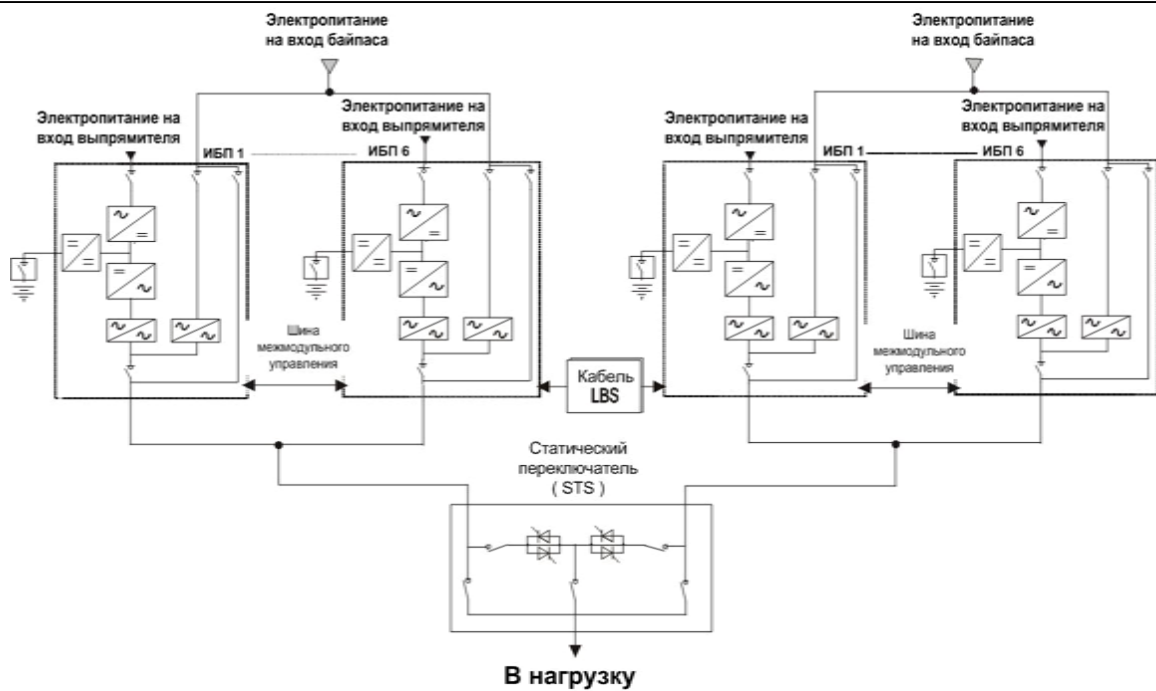 Электропитание
на вход байпаса
Электропитание
на вход байпаса
Электропитание на
вход выпрямителя
Электропитание на
вход выпрямителя
Электропитание на
вход выпрямителя
Электропитание на
вход выпрямителя
ИБП 1
ИБП 6
ИБП 1
ИБП 6
Шина
межмодульного
управления
Кабель
LBS
Шина
межмодульного
управления
Статический
переключатель
( STS )
В нагрузку